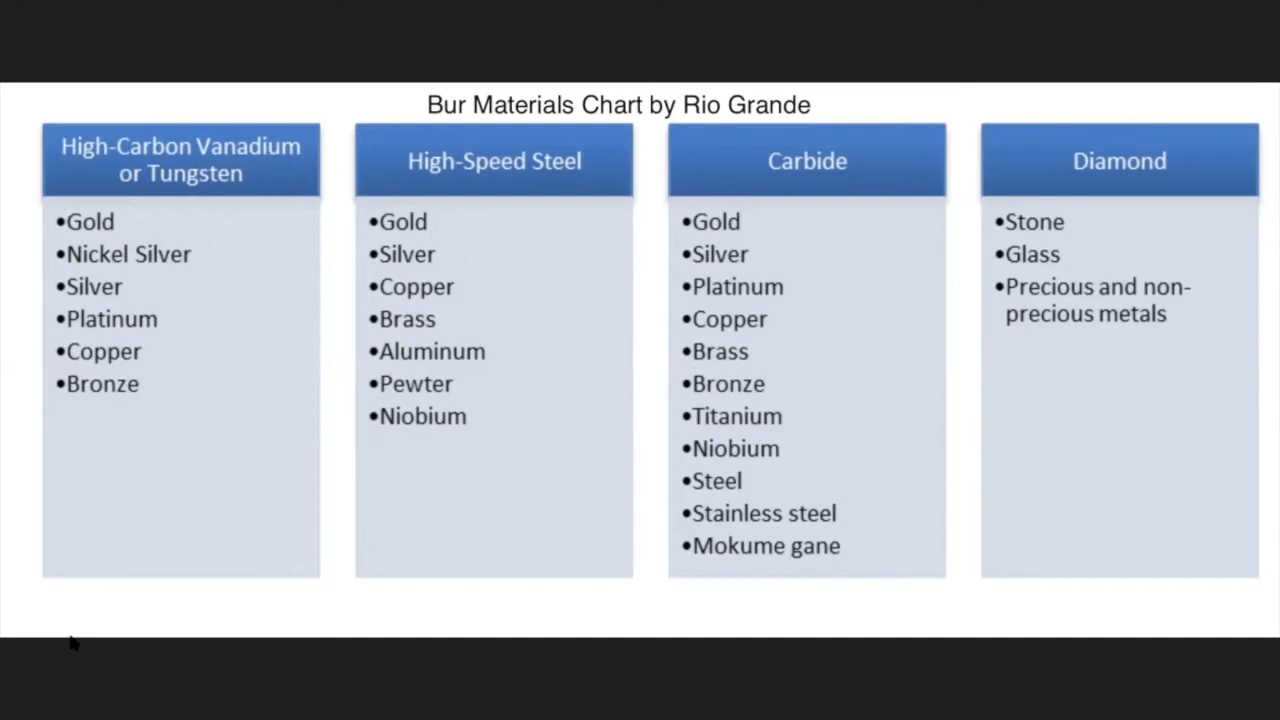 Bur Materials Chart by Rio Grande
High-Carbon Vanadium
or Tungsten
•Gold
•Nickel Silver
•Silver
•Platinum
•Copper
•Bronze
High-Speed Steel
•Gold
•Silver
•Copper
•Brass
•Aluminum
•Pewter
•Niobium
Carbide
•Gold
•Silver
•Platinum
•Copper
•Brass
•Bronze
•Titanium
•Niobium
•Steel
•Stainless steel
•Mokume gane
Diamond
•Stone
•Glass
•Precious and non-
precious metals